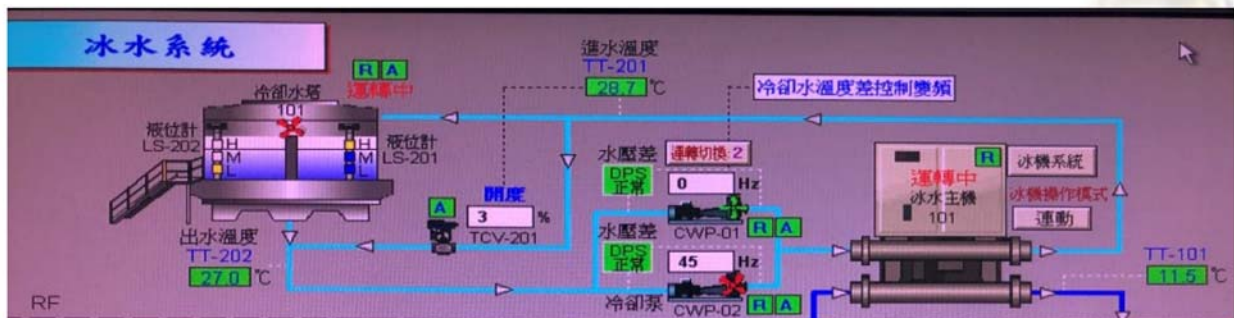 冰水系統
進水溫度
TT-201
28.7 ℃
R A
運轉中
冷卻水塔
101
液位計
LS-202
H
M
L
H
M
L
液位計
LS-201
冷卻水溫度差控制變頻
水壓差
運轉切換:2
DPS
正常
0 Hz
CWP-01
R A
A
開度
3 %
TCV-201
水壓差
DPS
正常
45 Hz
冷卻泵
CWP-02
R A
出水溫度
TT-202
27.0 ℃
R
運轉中
冰水主機
101
冰機系統
冰機操作模式
連動
TT-101
11.5 ℃
RF